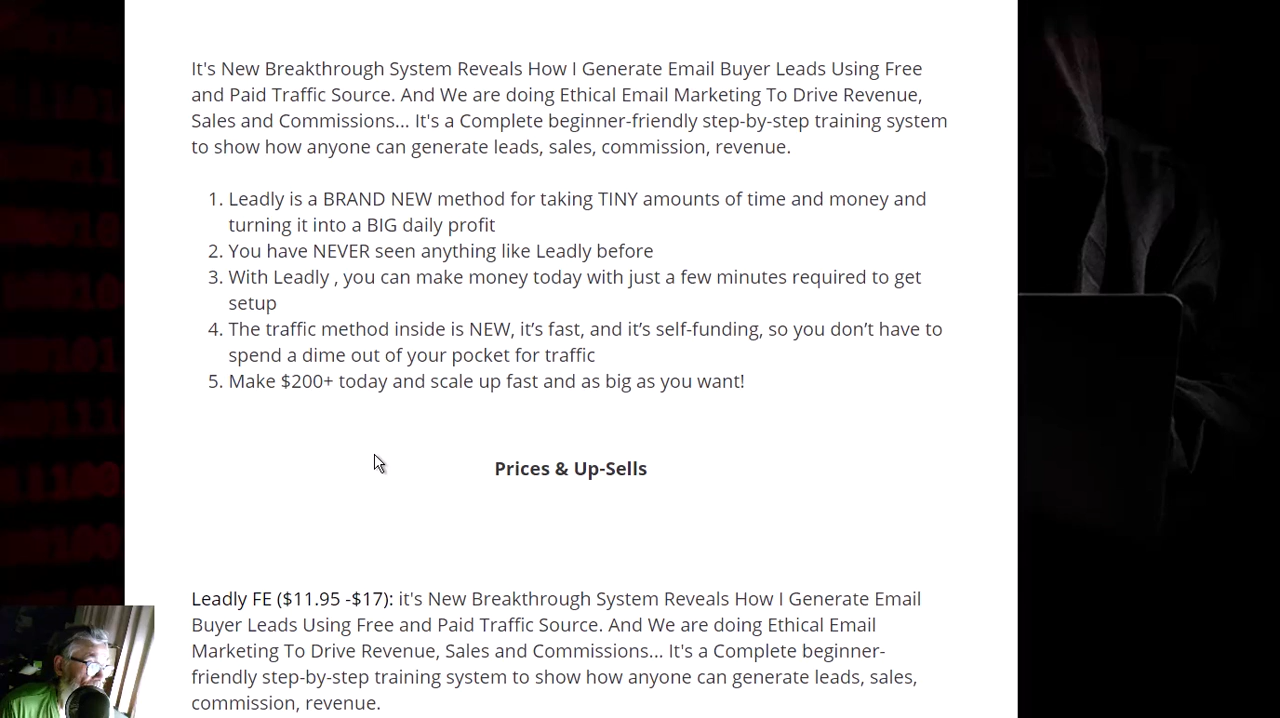 It's New Breakthrough System Reveals How I Generate Email Buyer Leads Using Free
and Paid Traffic Source. And We are doing Ethical Email Marketing To Drive Revenue,
Sales and Commissions... It's a Complete beginner-friendly step-by-step training system
to show how anyone can generate leads, sales, commission, revenue.
1. Leadly is a BRAND NEW method for taking TINY amounts of time and money and
turning it into a BIG daily profit
2. You have NEVER seen anything like Leadly before
3. With Leadly , you can make money today with just a few minutes required to get
setup
4. The traffic method inside is NEW, it’s fast, and it’s self-funding, so you don’t have to
spend a dime out of your pocket for traffic
5. Make $200+ today and scale up fast and as big as you want!
Prices & Up-Sells
Leadly FE ($11.95 -$17): it's New Breakthrough System Reveals How I Generate Email
Buyer Leads Using Free and Paid Traffic Source. And We are doing Ethical Email
Marketing To Drive Revenue, Sales and Commissions... It's a Complete beginner-
friendly step-by-step training system to show how anyone can generate leads, sales,
commission, revenue.